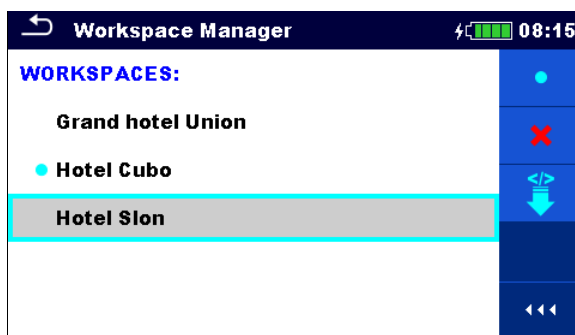 Workspace Manager 08:15
WORKSPACES:
Grand hotel Union
Hotel Cubo
Hotel Slon